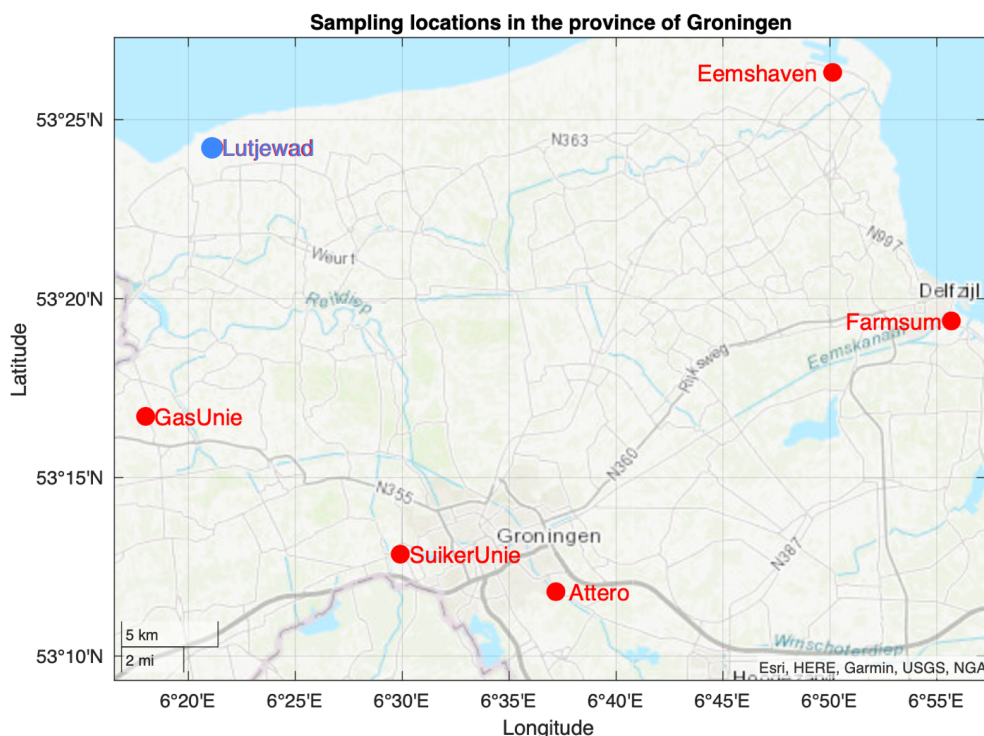 Sampling locations in the province of Groningen
Eemshaven
53°25'N
N363
Lutjewad
N997
Weurt
Delfzijl
53°20'N
Reitdiep
Farmsum
Eemskanaal
Rijksweg
GasUnie
53°15'N
N360
N355
Groningen
SuikerUnie
N387
Attero
5 km
2 mi
53°10'N
Winschoterdiep
Esri, HERE, Garmin, USGS, NGA
6°20'E 6°25'E 6°30'E 6°35'E 6°40'E 6°45'E 6°50'E 6°55'E
Longitude
Latitude